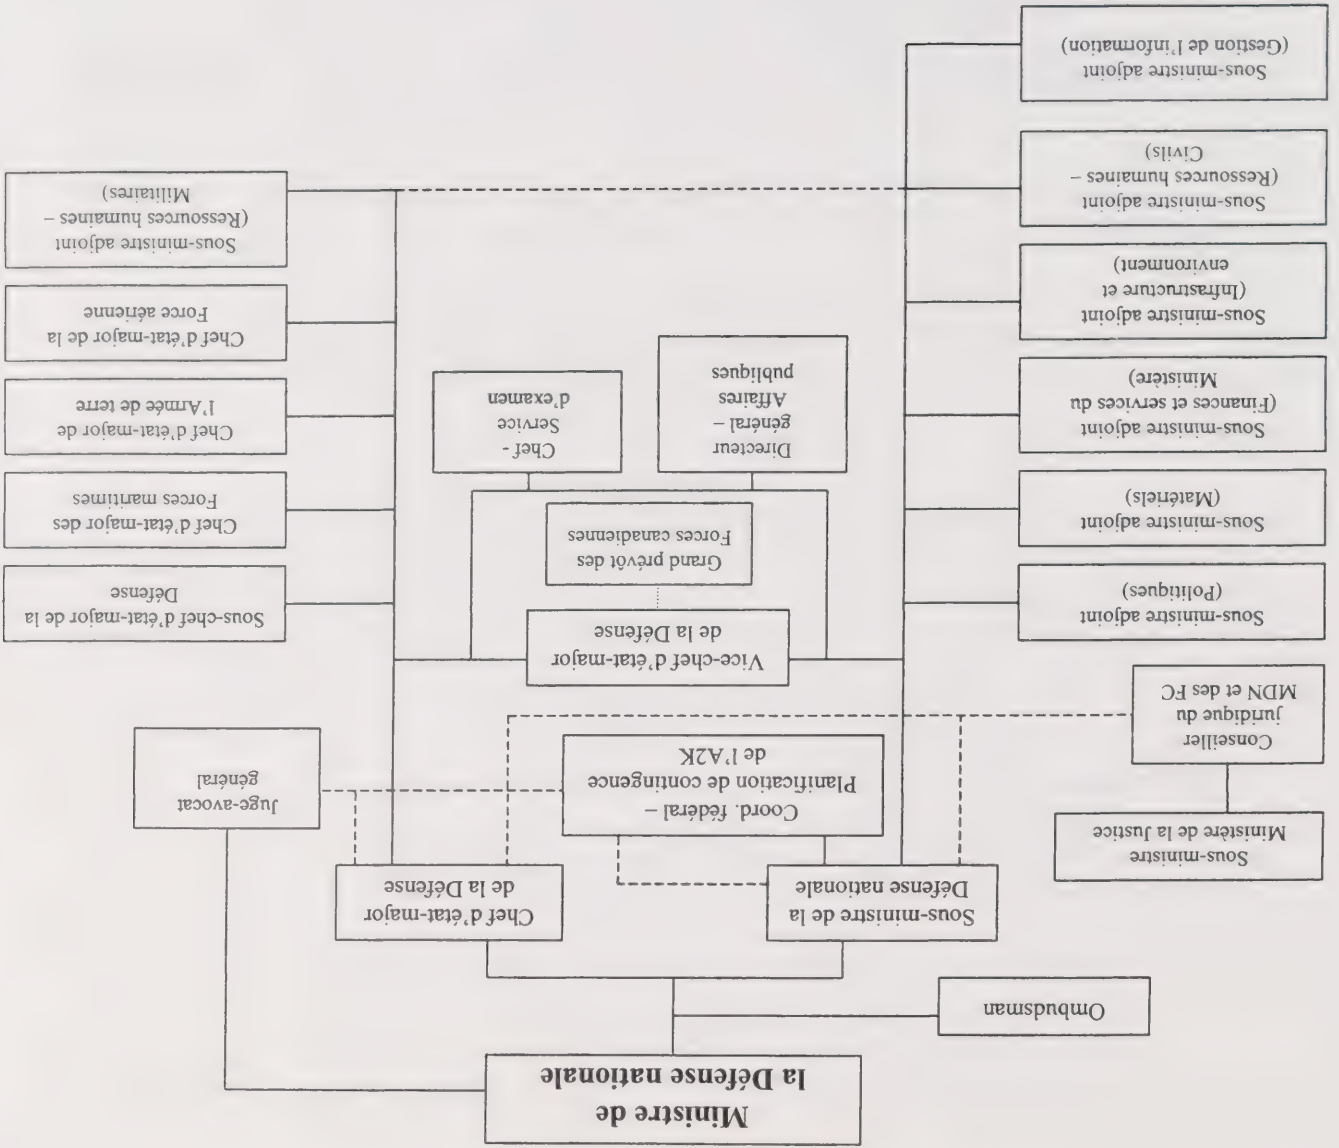 Ministre de
la Défense nationale
Ombudsman
Sous-ministre de la
Défense nationale
Chef d'état-major
de la Défense
Sous-ministre
Ministère de la Justice
Coord. fédéral –
Planification de contingence
de l'A2K
Juge-avocat
général
Conseiller
juridique du
MDN et des FC
Vice-chef d'état-major
de la Défense
Sous-ministre adjoint
(Politiques)
Sous-chef d'état-major de la
Défense
Grand prévôt des
Forces canadiennes
Sous-ministre adjoint
(Matériels)
Chef d'état-major des
Forces maritimes
Directeur
général –
Affaires
publiques
Chef -
Service
d'examen
Sous-ministre adjoint
(Finances et services du
Ministère)
Chef d'état-major de
l'Armée de terre
Sous-ministre adjoint
(Infrastructure et
environnement)
Chef d'état-major de la
Force aérienne
Sous-ministre adjoint
(Ressources humaines –
Civils)
Sous-ministre adjoint
(Ressources humaines –
Militaires)
Sous-ministre adjoint
(Gestion de l'information)